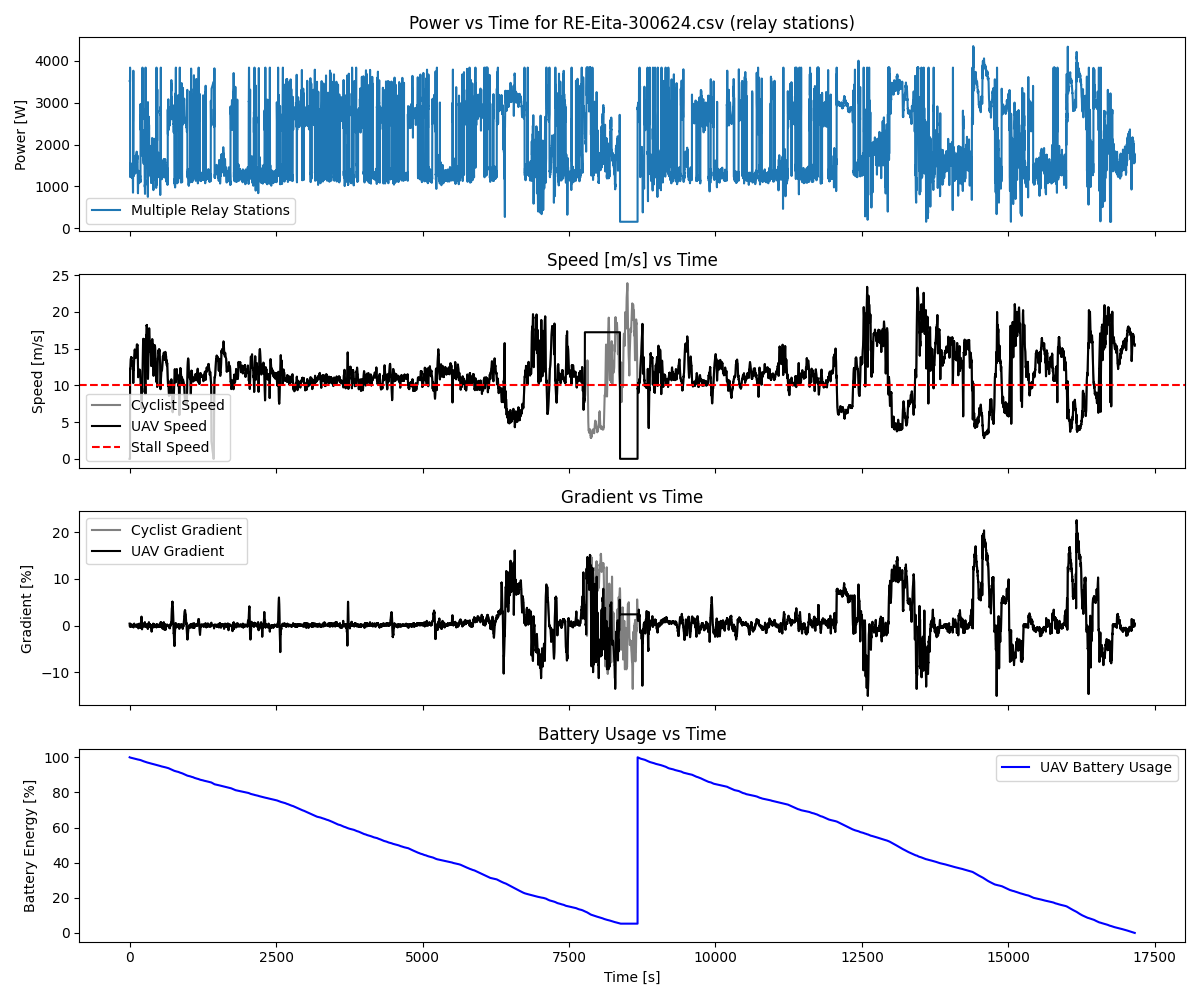 Power vs Time for RE-Eita-300624.csv (relay stations)
4000
3000
2000
1000
0
Power [W]
Multiple Relay Stations
Speed [m/s] vs Time
25
20
15
10
5
0
Speed [m/s]
Cyclist Speed
UAV Speed
Stall Speed
Gradient vs Time
20
10
0
−10
Gradient [%]
Cyclist Gradient
UAV Gradient
Battery Usage vs Time
100
80
60
40
20
0
Battery Energy [%]
UAV Battery Usage
0 2500 5000 7500 10000 12500 15000 17500
Time [s]